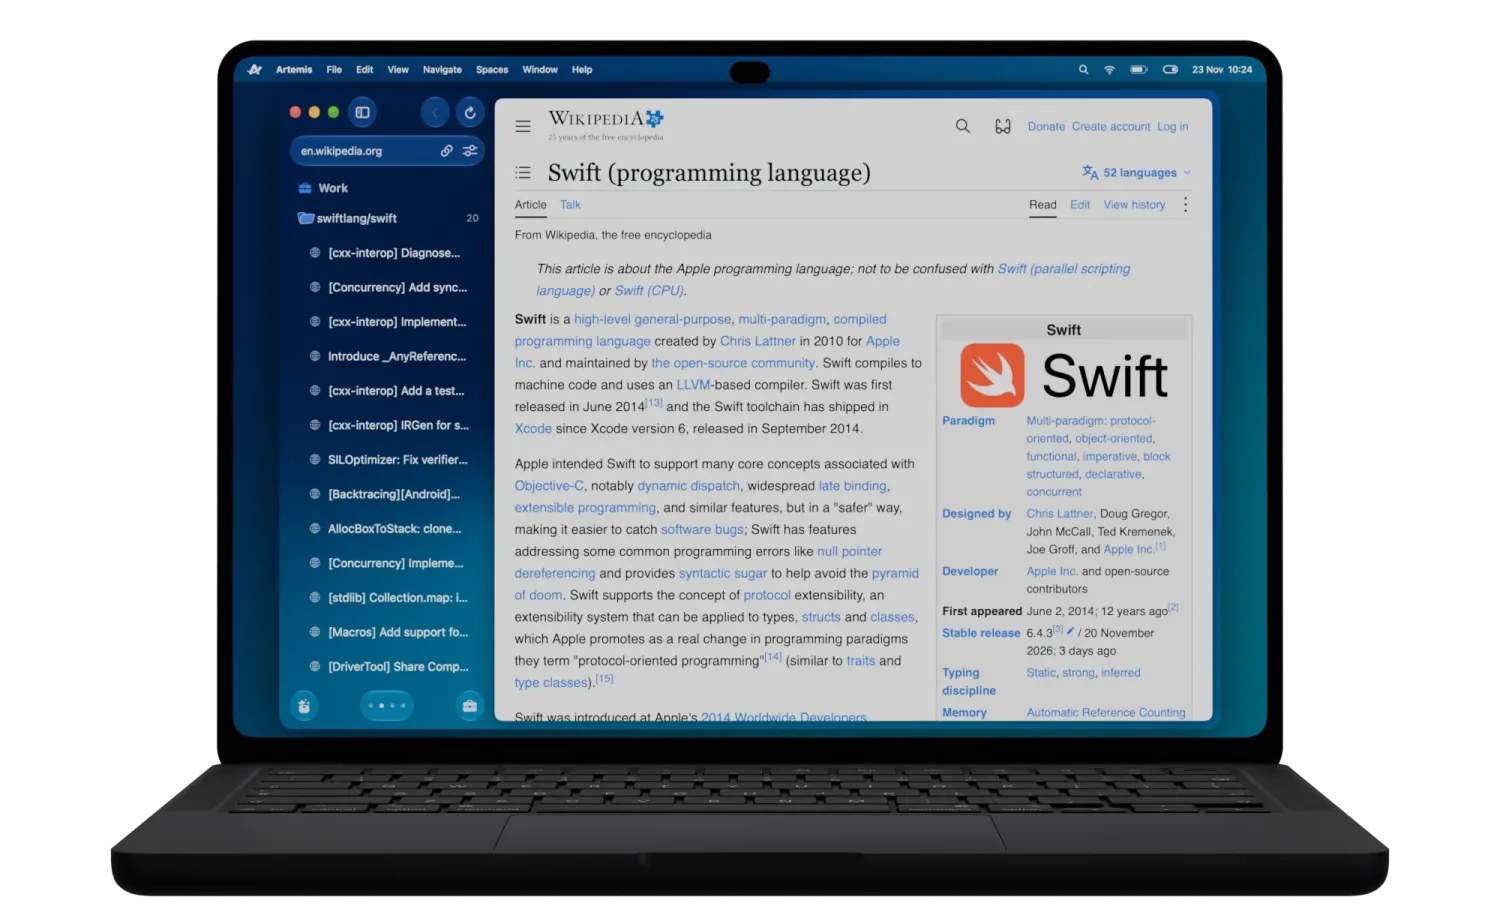 Artemis File Edit View Navigate Spaces Window Help
23 Nov 10:24
en.wikipedia.org
Work
swiftlang/swift 20
[cxx-interop] Diagnose...
[Concurrency] Add sync...
[cxx-interop] Implement...
Introduce _AnyReferenc...
[cxx-interop] Add a test...
[cxx-interop] IRGen for s...
SILOptimizer: Fix verifier...
[Backtracing][Android]...
AllocBoxToStack: clone...
[Concurrency] Impleme...
[stdlib] Collection.map: i...
[Macros] Add support fo...
[DriverTool] Share Comp...
WIKIPEDIA
25 years of the free encyclopedia
Donate Create account Log in
Swift (programming language)
52 languages
Article Talk
Read Edit View history
From Wikipedia, the free encyclopedia
This article is about the Apple programming language; not to be confused with Swift (parallel scripting
language) or Swift (CPU).
Swift is a high-level general-purpose, multi-paradigm, compiled
programming language created by Chris Lattner in 2010 for Apple
Inc. and maintained by the open-source community. Swift compiles to
machine code and uses an LLVM-based compiler. Swift was first
released in June 2014[13] and the Swift toolchain has shipped in
Xcode since Xcode version 6, released in September 2014.
Apple intended Swift to support many core concepts associated with
Objective-C, notably dynamic dispatch, widespread late binding,
extensible programming, and similar features, but in a "safer" way,
making it easier to catch software bugs; Swift has features
addressing some common programming errors like null pointer
dereferencing and provides syntactic sugar to help avoid the pyramid
of doom. Swift supports the concept of protocol extensibility, an
extensibility system that can be applied to types, structs and classes,
which Apple promotes as a real change in programming paradigms
they term "protocol-oriented programming"[14] (similar to traits and
type classes).[15]
Swift was introduced at Apple's 2014 Worldwide Developers
Swift
Swift
Paradigm Multi-paradigm: protocol-
oriented, object-oriented,
functional, imperative, block
structured, declarative,
concurrent
Designed by Chris Lattner, Doug Gregor,
John McCall, Ted Kremenek,
Joe Groff, and Apple Inc.[1]
Developer Apple Inc. and open-source
contributors
First appeared June 2, 2014; 12 years ago[2]
Stable release 6.4.3[3] / 20 November
2026; 3 days ago
Typing Static, strong, inferred
discipline
Memory Automatic Reference Counting